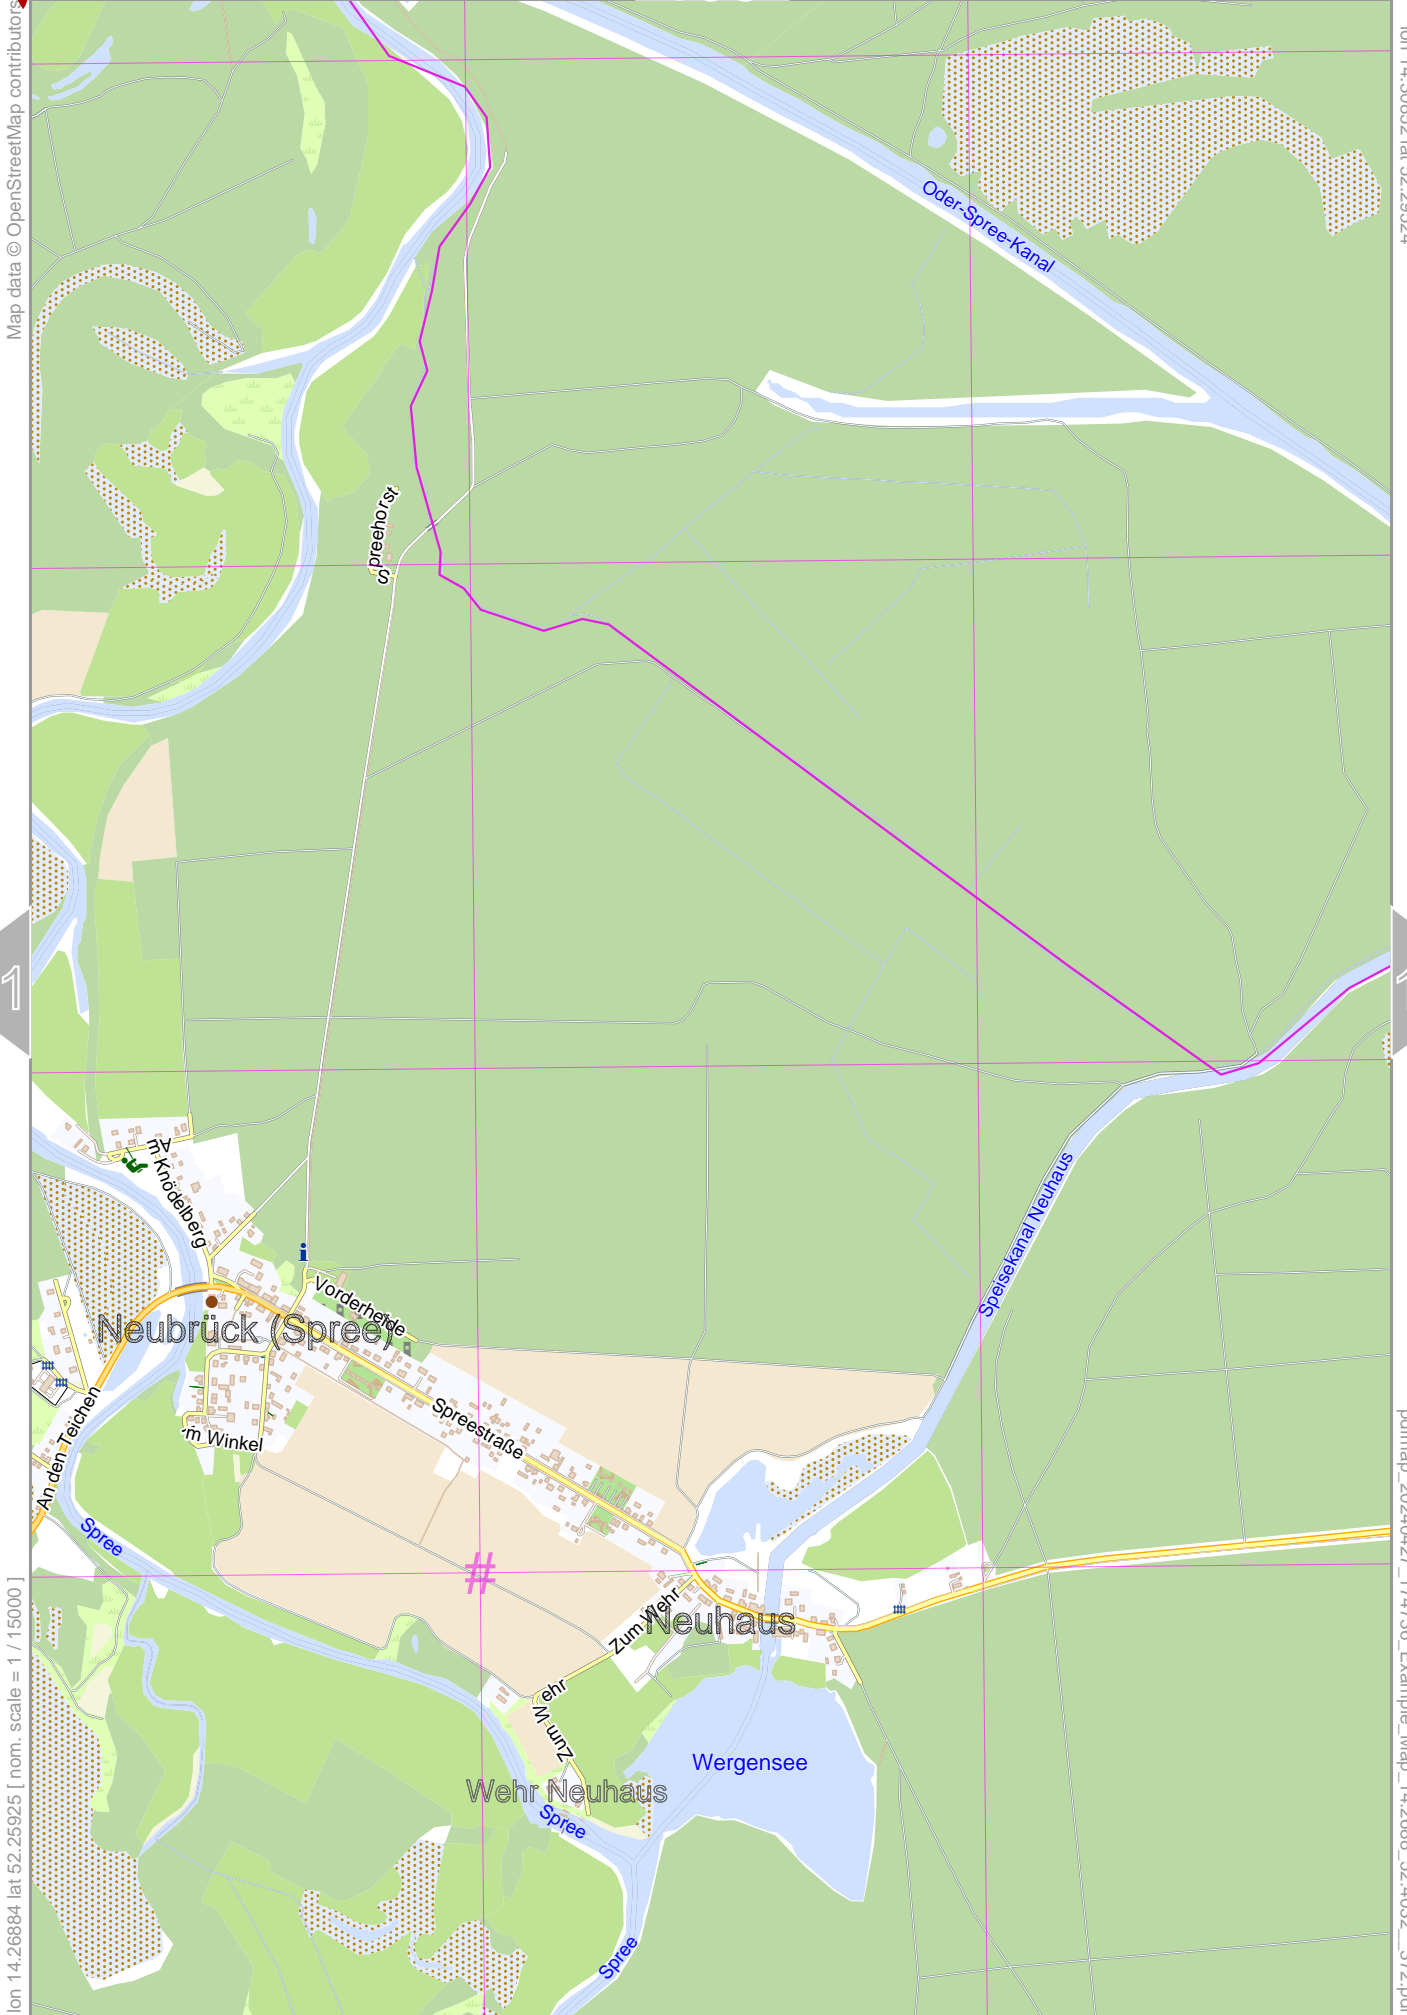 Map data © OpenStreetMap contributors
Oder-Spree-Kanal
Spreehorst
1
Am Knödelberg
i
Speisekanal Neuhaus
Vorderheide
Neubrück (Spree)
An den Teichen
Spreestraße
m Winkel
Spree
#
Zum Wehr
Neuhaus
Zum Wehr
Wergensee
Wehr Neuhaus
Spree
Spree
lon 14.26884 lat 52.25925 [ nom. scale = 1 / 15000 ]